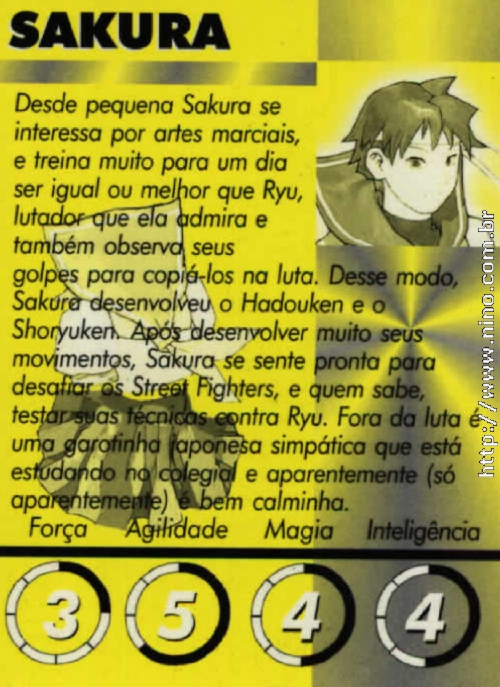 SAKURA
Desde pequena Sakura se
interessa por artes marciais,
e treina muito para um dia
ser igual ou melhor que Ryu,
lutador que ela admira e
também observa seus
golpes para copiá-los na luta. Desse modo,
Sakura desenvolveu o Hadouken e o
Shoryuken. Após desenvolver muito seus
movimentos, Sakura se sente pronta para
desafiar os Street Fighters, e quem sabe,
testar suas técnicas contra Ryu. Fora da luta é
uma garotinha japonesa simpática que está
estudando no colegial e aparentemente (só
aparentemente) é bem calminha.
Força Agilidade Magia Inteligência
3 5 4 4
http://www.nimo.com.br